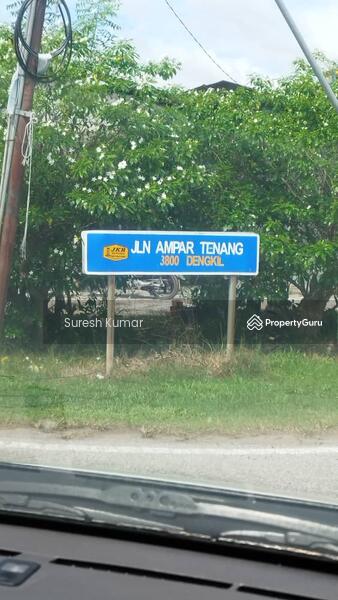 JKR
JLN AMPAR TENANG
3800 DENGKIL
Suresh Kumar
PropertyGuru